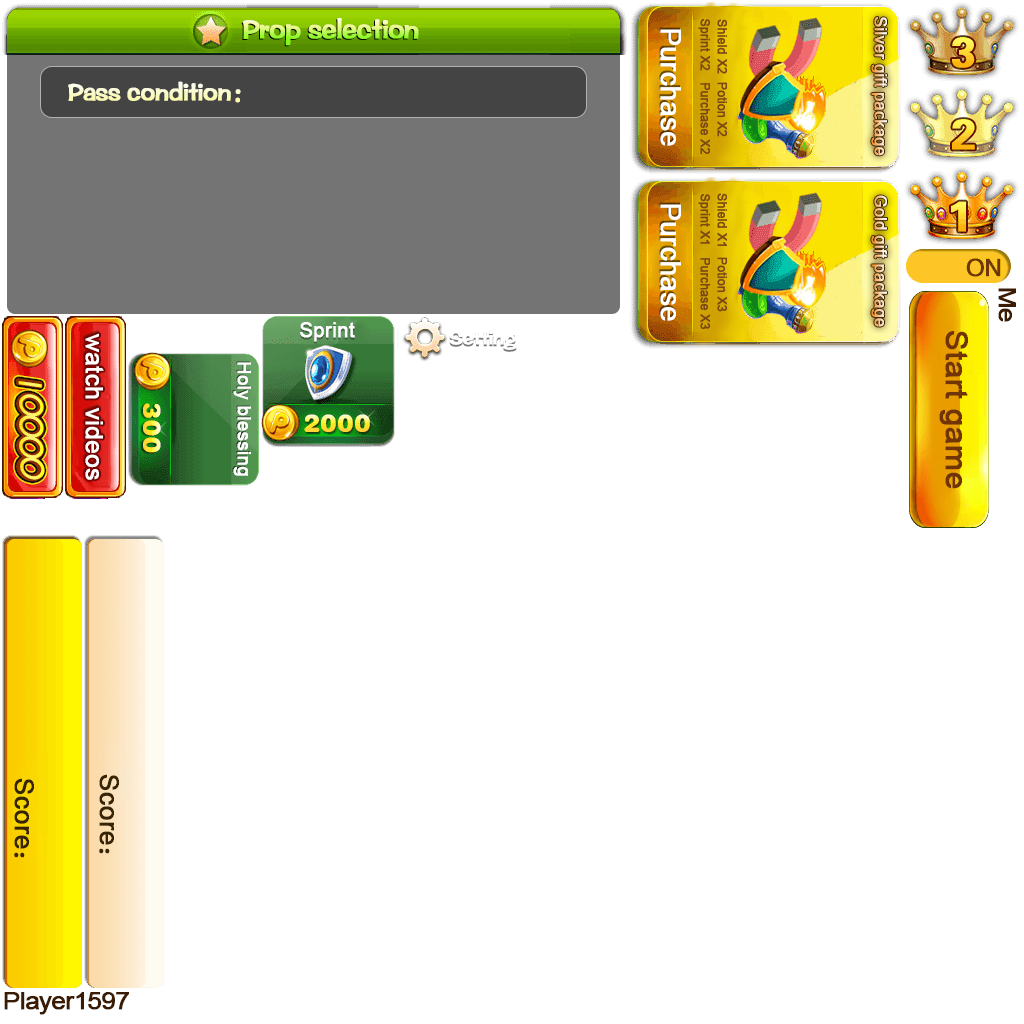 Prop selection
Pass condition:
Silver gift package
Shield X2 Potion X2
Sprint X2 Purchase X2
Purchase
Gold gift package
Shield X1 Potion X3
Sprint X1 Purchase X3
Purchase
3
2
1
ON
Me
Start game
10000
watch videos
Holy blessing
300
Sprint
2000
Setting
Score:
Score:
Player1597